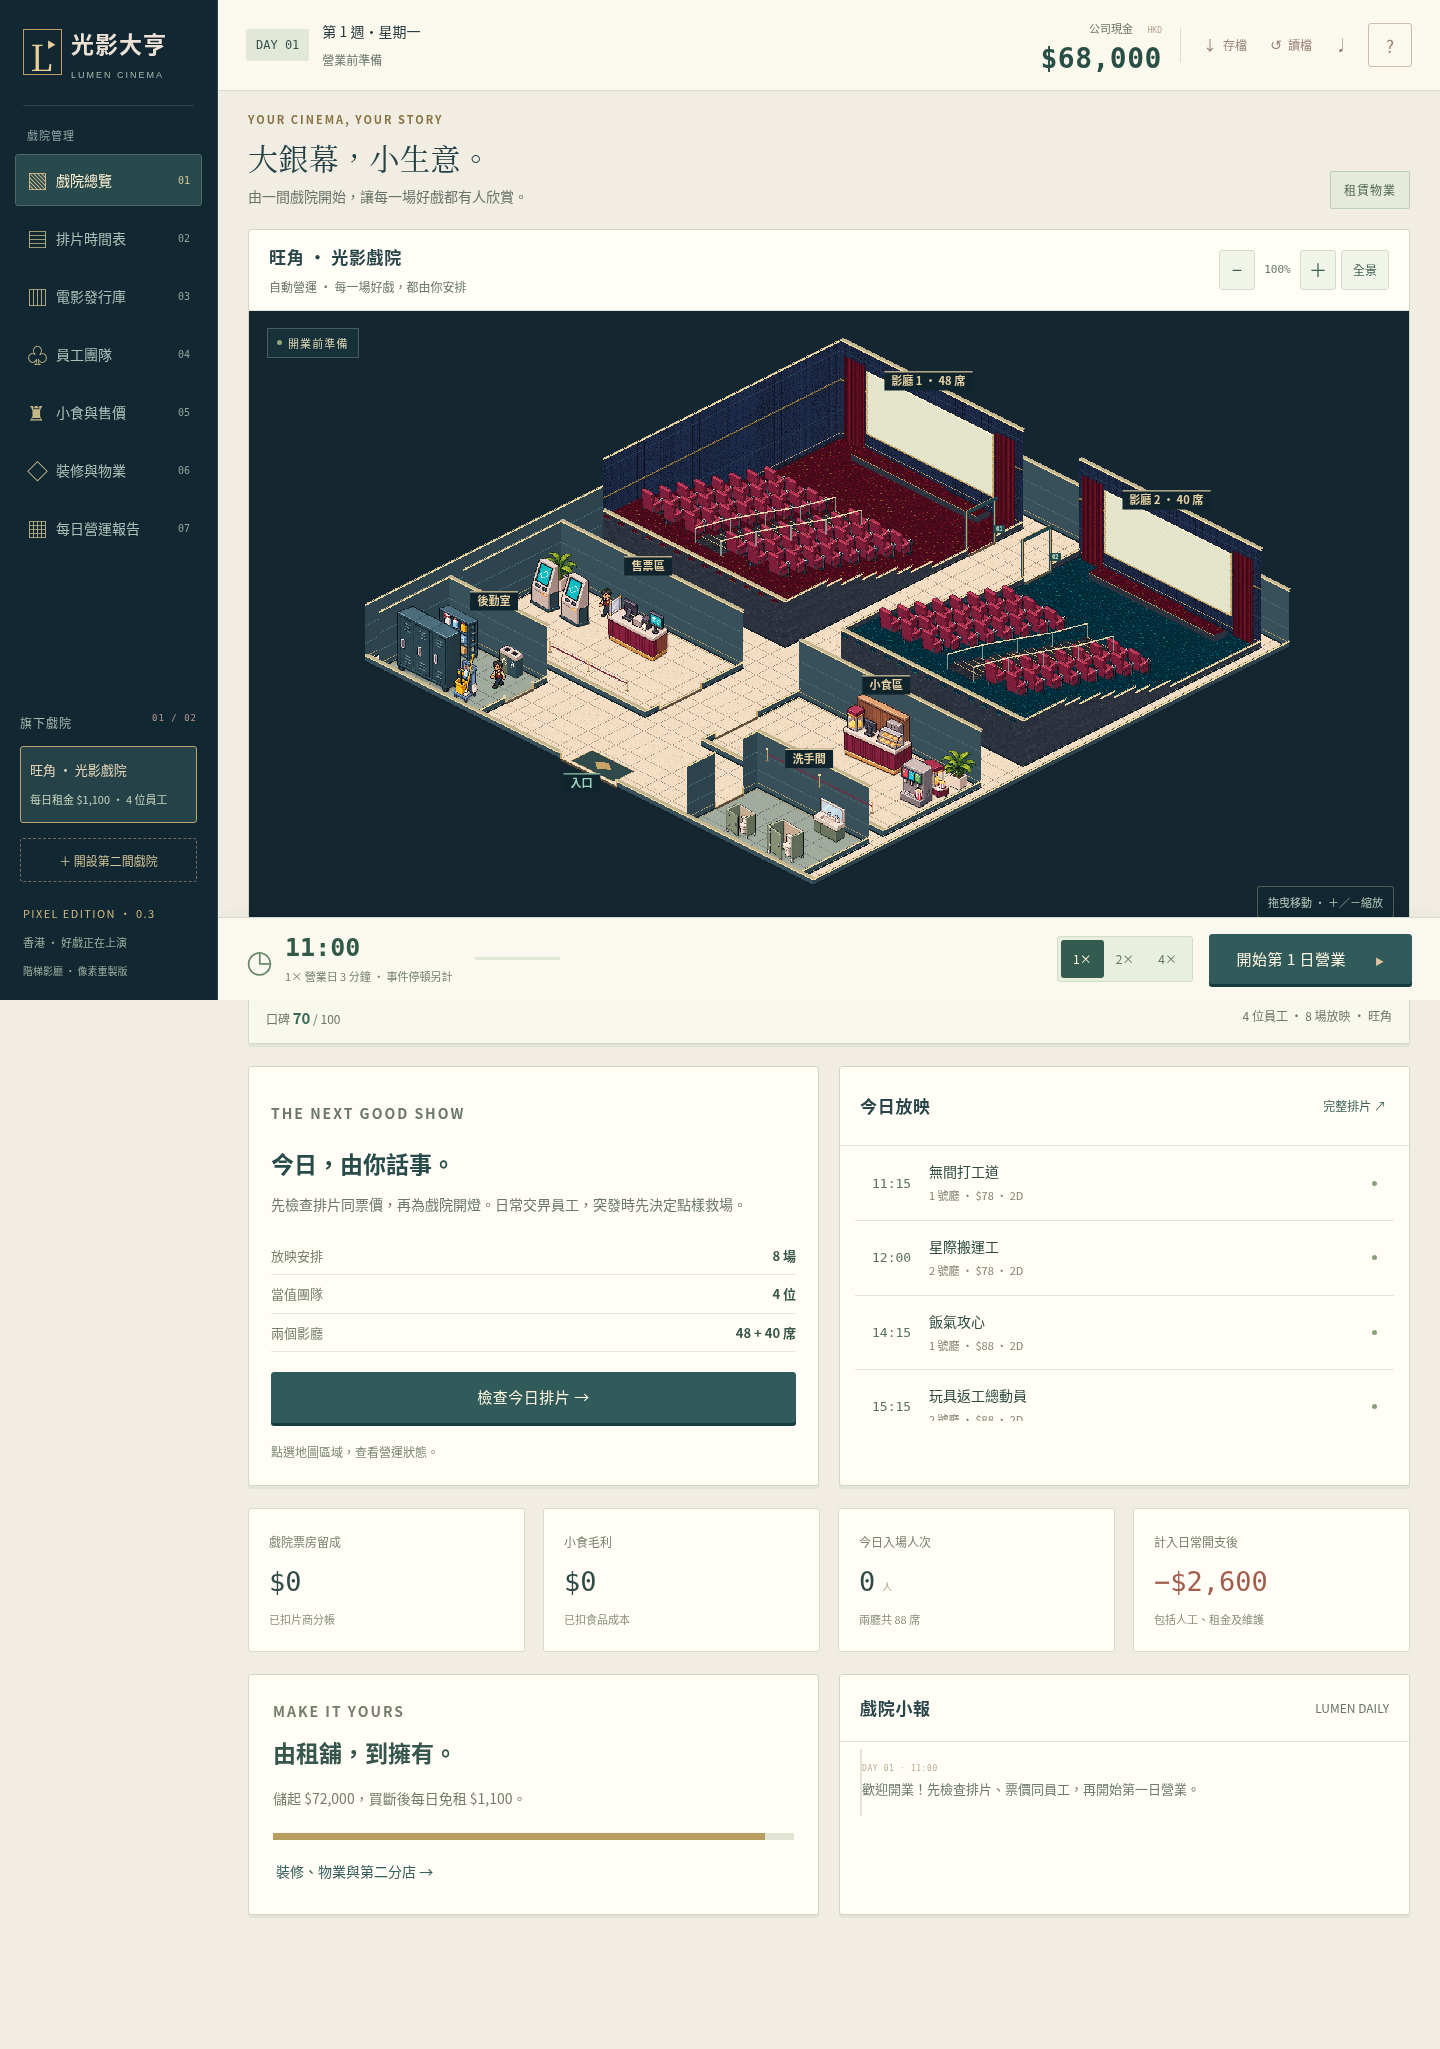 光影大亨
LUMEN CINEMA
戲院管理
戲院總覽 01
排片時間表 02
電影發行庫 03
員工團隊 04
小食與售價 05
裝修與物業 06
每日營運報告 07
旗下戲院 01 / 02
旺角 · 光影戲院
每日租金 $1,100 · 4 位員工
＋ 開設第二間戲院
PIXEL EDITION · 0.3
香港 · 好戲正在上演
階梯影廳 · 像素重製版
DAY 01
第 1 週 · 星期一
營業前準備
公司現金 HKD
$68,000
↓ 存檔
↺ 讀檔
♩
?
YOUR CINEMA, YOUR STORY
大銀幕，小生意。
由一間戲院開始，讓每一場好戲都有人欣賞。
租賃物業
旺角 · 光影戲院
自動營運 · 每一場好戲，都由你安排
− 100% ＋ 全景
開業前準備
影廳 1 · 48 席
影廳 2 · 40 席
售票區
後勤室
小食區
洗手間
入口
拖曳移動 · ＋／−縮放
11:00
1× 營業日 3 分鐘 · 事件停頓另計
1× 2× 4×
開始第 1 日營業 ▶
口碑 70 / 100
4 位員工 · 8 場放映 · 旺角
THE NEXT GOOD SHOW
今日，由你話事。
先檢查排片同票價，再為戲院開燈。日常交畀員工，突發時先決定點樣救場。
放映安排 8 場
當值團隊 4 位
兩個影廳 48 + 40 席
檢查今日排片 →
點選地圖區域，查看營運狀態。
今日放映
完整排片 ↗
11:15 無間打工道
1 號廳 · $78 · 2D
12:00 星際搬運工
2 號廳 · $78 · 2D
14:15 飯氣攻心
1 號廳 · $88 · 2D
15:15 玩具返工總動員
2 號廳 · $88 · 2D
戲院票房留成
$0
已扣片商分帳
小食毛利
$0
已扣食品成本
今日入場人次
0 人
兩廳共 88 席
計入日常開支後
−$2,600
包括人工、租金及維護
MAKE IT YOURS
由租舖，到擁有。
儲起 $72,000，買斷後每日免租 $1,100。
裝修、物業與第二分店 →
戲院小報
LUMEN DAILY
DAY 01 · 11:00
歡迎開業！先檢查排片、票價同員工，再開始第一日營業。